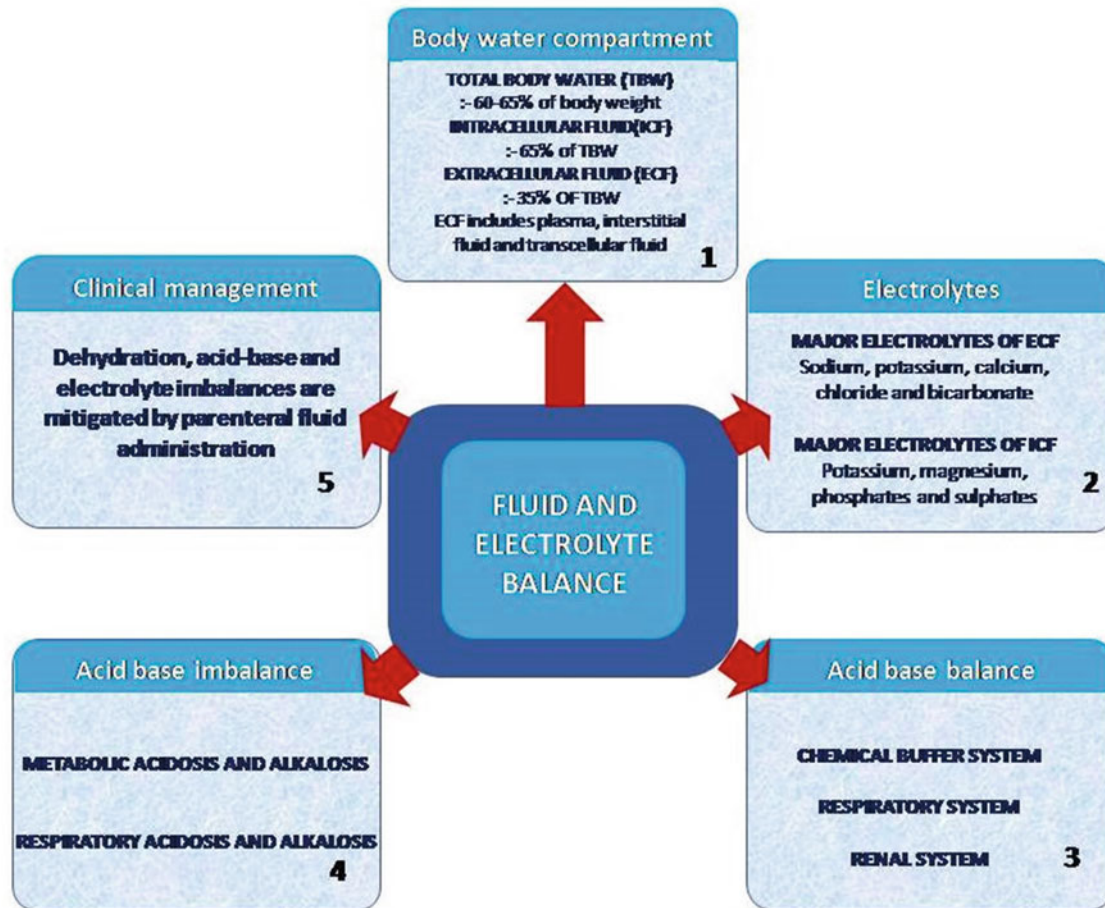 Body water compartment
TOTAL BODY WATER {TBW}
:- 60-65% of body weight
INTRACELLULAR FLUID{ICF}
:- 65% of TBW
EXTRACELLULAR FLUID {ECF}
:- 35% OF TBW
ECF includes plasma, interstitial
fluid and transcellular fluid
1
Electrolytes
MAJOR ELECTROLYTES OF ECF
Sodium, potassium, calcium,
chloride and bicarbonate
MAJOR ELECTROLYTES OF ICF
Potassium, magnesium,
phosphates and sulphates
2
Acid base balance
CHEMICAL BUFFER SYSTEM
RESPIRATORY SYSTEM
RENAL SYSTEM
3
Acid base imbalance
METABOLIC ACIDOSIS AND ALKALOSIS
RESPIRATORY ACIDOSIS AND ALKALOSIS
4
Clinical management
Dehydration, acid-base and
electrolyte imbalances are
mitigated by parenteral fluid
administration
5
FLUID AND
ELECTROLYTE
BALANCE